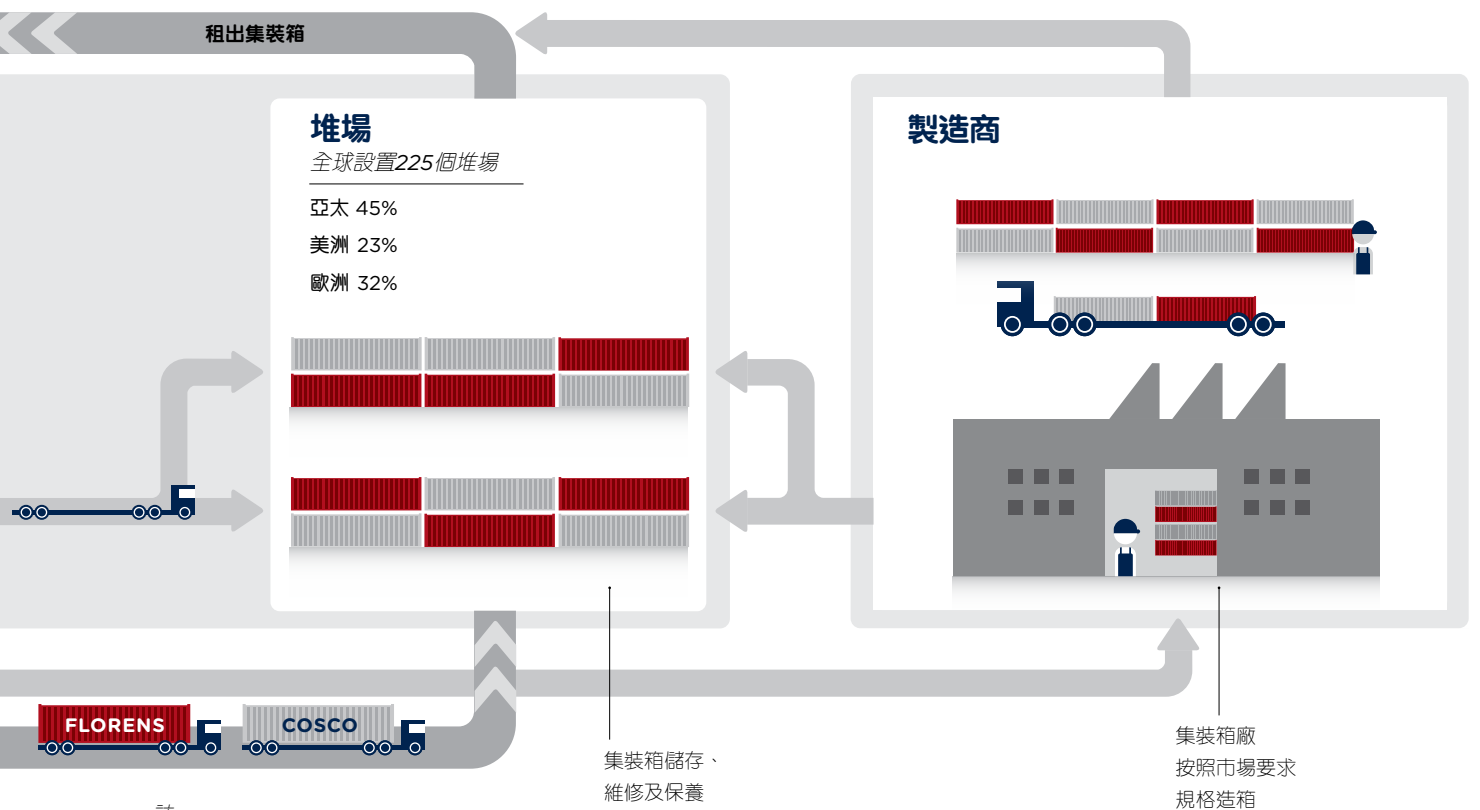 租出集裝箱
堆場
全球設置225個堆場
亞太 45%
美洲 23%
歐洲 32%
製造商
FLORENS
COSCO
集裝箱儲存、
維修及保養
集裝箱廠
按照市場要求
規格造箱